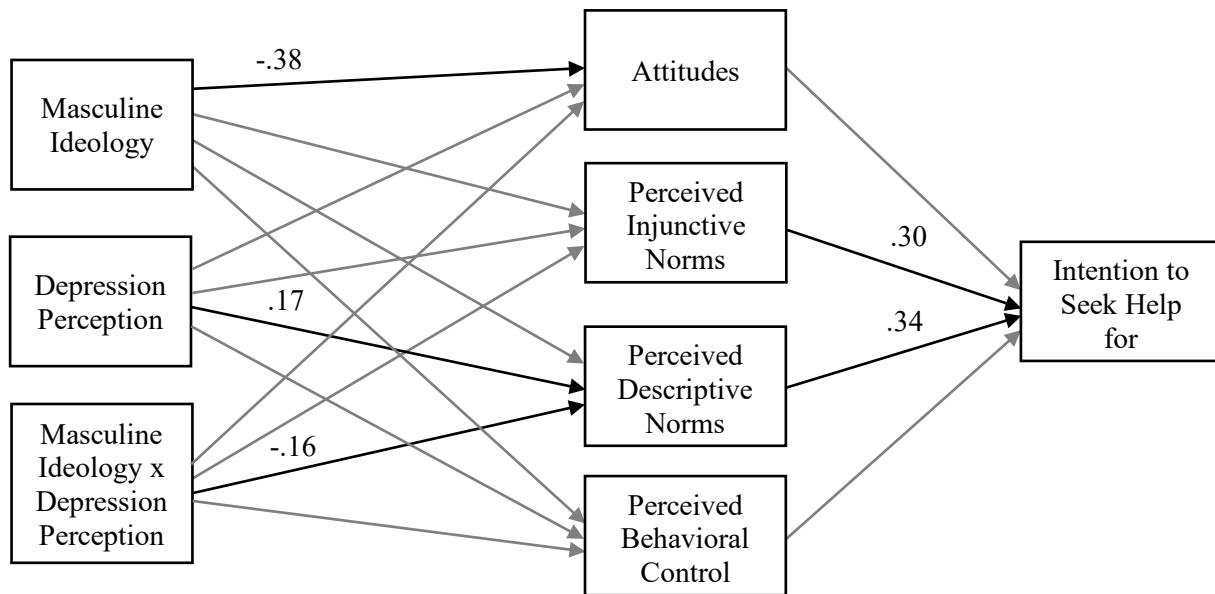 Masculine
Ideology
Depression
Perception
Masculine
Ideology x
Depression
Perception
-.38
.17
-.16
Attitudes
Perceived
Injunctive
Norms
Perceived
Descriptive
Norms
Perceived
Behavioral
Control
.30
.34
Intention to
Seek Help
for